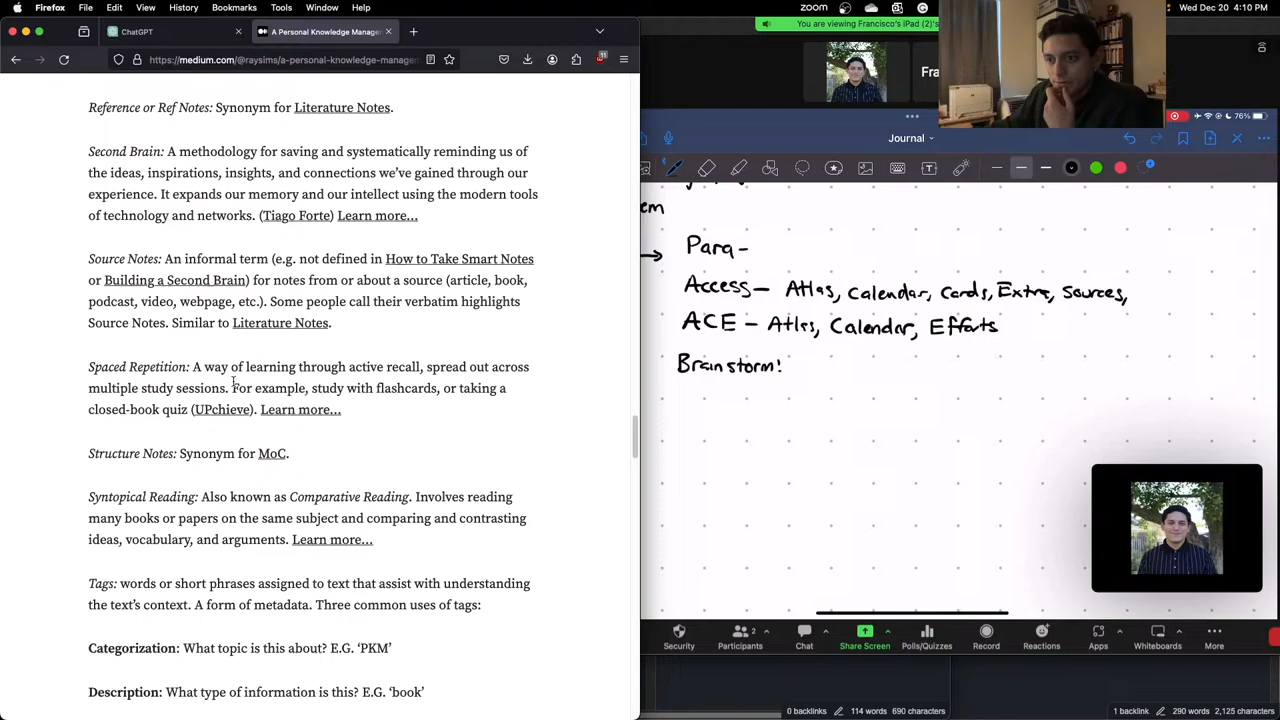 Firefox File Edit View History Bookmarks Tools Window Help
zoom
Wed Dec 20 4:10 PM
ChatGPT
A Personal Knowledge Manage
You are viewing Francisco's iPad (2)'s
https://medium.com/@raysims/a-personal-knowledge-managem
Fra
Reference or Ref Notes: Synonym for Literature Notes.
Second Brain: A methodology for saving and systematically reminding us of
the ideas, inspirations, insights, and connections we've gained through our
experience. It expands our memory and our intellect using the modern tools
of technology and networks. (Tiago Forte) Learn more…
Source Notes: An informal term (e.g. not defined in How to Take Smart Notes
or Building a Second Brain) for notes from or about a source (article, book,
podcast, video, webpage, etc.). Some people call their verbatim highlights
Source Notes. Similar to Literature Notes.
Spaced Repetition: A way of learning through active recall, spread out across
multiple study sessions. For example, study with flashcards, or taking a
closed-book quiz (UPchieve). Learn more…
Structure Notes: Synonym for MoC.
Syntopical Reading: Also known as Comparative Reading. Involves reading
many books or papers on the same subject and comparing and contrasting
ideas, vocabulary, and arguments. Learn more…
Tags: words or short phrases assigned to text that assist with understanding
the text's context. A form of metadata. Three common uses of tags:
Categorization: What topic is this about? E.G. 'PKM'
Description: What type of information is this? E.G. 'book'
76%
Journal
em
→ Para -
Access - Atlas, Calendar, Cards, Extra, Sources,
ACE - Atlas, Calendar, Efforts
Brainstorm!
2
Security Participants Chat Share Screen Polls/Quizzes Record Reactions Apps Whiteboards More
0 backlinks 114 words 690 characters
1 backlink 290 words 2,125 characters